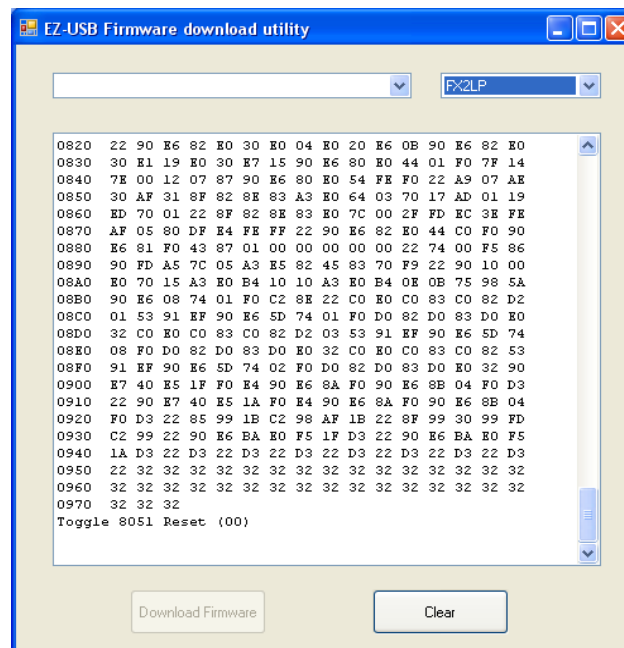 EZ-USB Firmware download utility
FX2LP
0820 22 90 E6 82 E0 30 E0 04 E0 20 E6 0B 90 E6 82 E0
0830 30 E1 19 E0 30 E7 15 90 E6 80 E0 44 01 F0 7F 14
0840 7E 00 12 07 87 90 E6 80 E0 54 FE F0 22 A9 07 AE
0850 30 AF 31 8F 82 8E 83 A3 E0 64 03 70 17 AD 01 19
0860 ED 70 01 22 8F 82 8E 83 E0 7C 00 2F FD EC 3E FE
0870 AF 05 80 DF E4 FE FF 22 90 E6 82 E0 44 C0 F0 90
0880 E6 81 F0 43 87 01 00 00 00 00 00 22 74 00 F5 86
0890 90 FD A5 7C 05 A3 E5 82 45 83 70 F9 22 90 10 00
08A0 E0 70 15 A3 E0 B4 10 10 A3 E0 B4 0E 0B 75 98 5A
08B0 90 E6 08 74 01 F0 C2 8E 22 C0 E0 C0 83 C0 82 D2
08C0 01 53 91 EF 90 E6 5D 74 01 F0 D0 82 D0 83 D0 E0
08D0 32 C0 E0 C0 83 C0 82 D2 03 53 91 EF 90 E6 5D 74
08E0 08 F0 D0 82 D0 83 D0 E0 32 C0 E0 C0 83 C0 82 53
08F0 91 EF 90 E6 5D 74 02 F0 D0 82 D0 83 D0 E0 32 90
0900 E7 40 E5 1F F0 E4 90 E6 8A F0 90 E6 8B 04 F0 D3
0910 22 90 E7 40 E5 1A F0 E4 90 E6 8A F0 90 E6 8B 04
0920 F0 D3 22 85 99 1B C2 98 AF 1B 22 8F 99 30 99 FD
0930 C2 99 22 90 E6 BA E0 F5 1F D3 22 90 E6 BA E0 F5
0940 1A D3 22 D3 22 D3 22 D3 22 D3 22 D3 22 D3 22 D3
0950 22 32 32 32 32 32 32 32 32 32 32 32 32 32 32 32
0960 32 32 32 32 32 32 32 32 32 32 32 32 32 32 32 32
0970 32 32 32
Toggle 8051 Reset (00)
Download Firmware
Clear